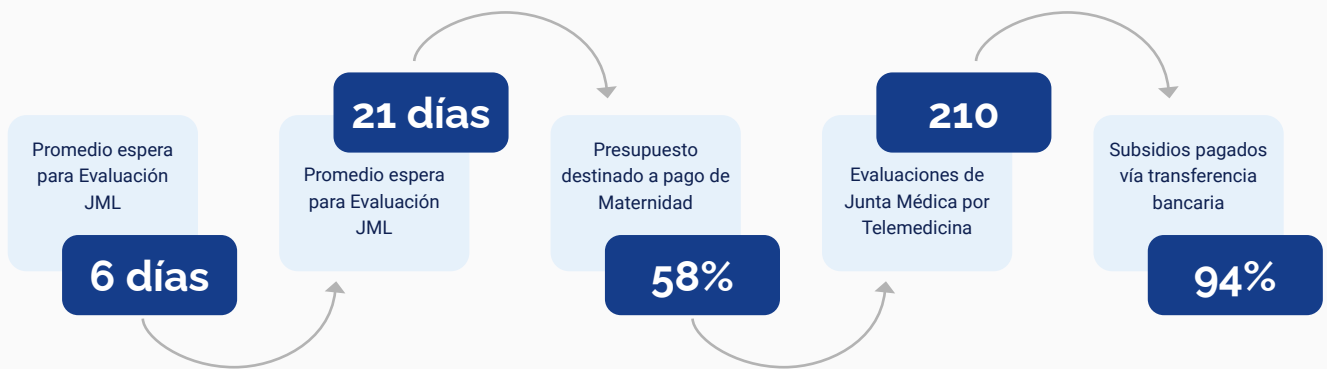 Promedio espera
para Evaluación
JML
6 días
21 días
Promedio espera
para Evaluación
JML
Presupuesto
destinado a pago de
Maternidad
58%
210
Evaluaciones de
Junta Médica por
Telemedicina
Subsidios pagados
vía transferencia
bancaria
94%